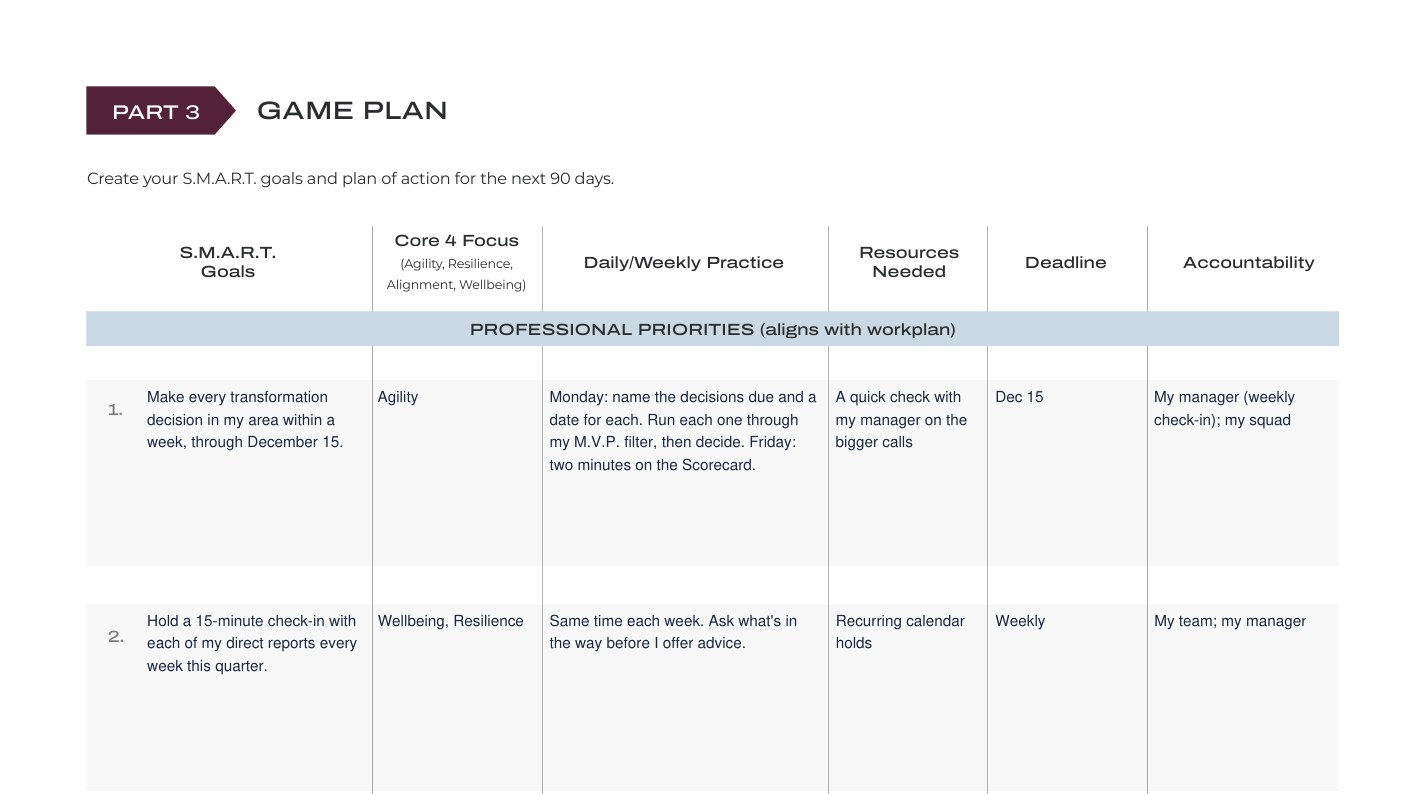 PART 3
GAME PLAN
Create your S.M.A.R.T. goals and plan of action for the next 90 days.
S.M.A.R.T.
Goals
Core 4 Focus
(Agility, Resilience,
Alignment, Wellbeing)
Daily/Weekly Practice
Resources
Needed
Deadline
Accountability
PROFESSIONAL PRIORITIES (aligns with workplan)
1.
Make every transformation
decision in my area within a
week, through December 15.
Agility
Monday: name the decisions due and a
date for each. Run each one through
my M.V.P. filter, then decide. Friday:
two minutes on the Scorecard.
A quick check with
my manager on the
bigger calls
Dec 15
My manager (weekly
check-in); my squad
2.
Hold a 15-minute check-in with
each of my direct reports every
week this quarter.
Wellbeing, Resilience
Same time each week. Ask what's in
the way before I offer advice.
Recurring calendar
holds
Weekly
My team; my manager